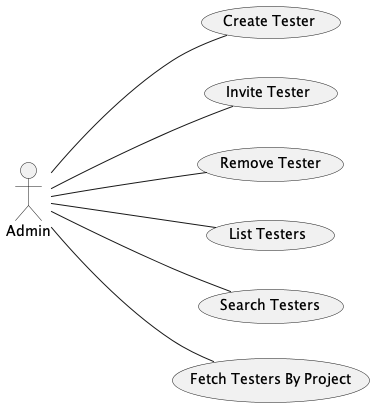 Create Tester
Invite Tester
Remove Tester
Admin
List Testers
Search Testers
Fetch Testers By Project